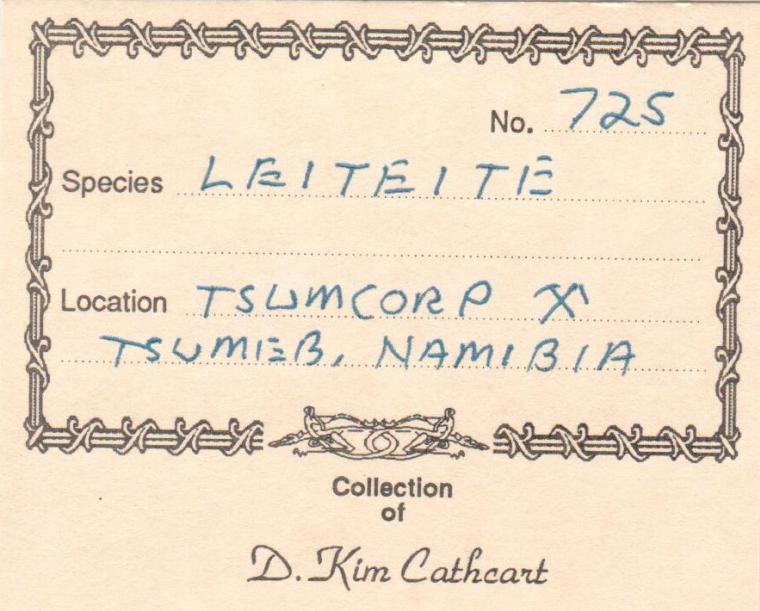 No. 725
Species LEITEITE
Location TSUMCORP X
TSUMEB, NAMIBIA
Collection
of
D. Kim Cathcart